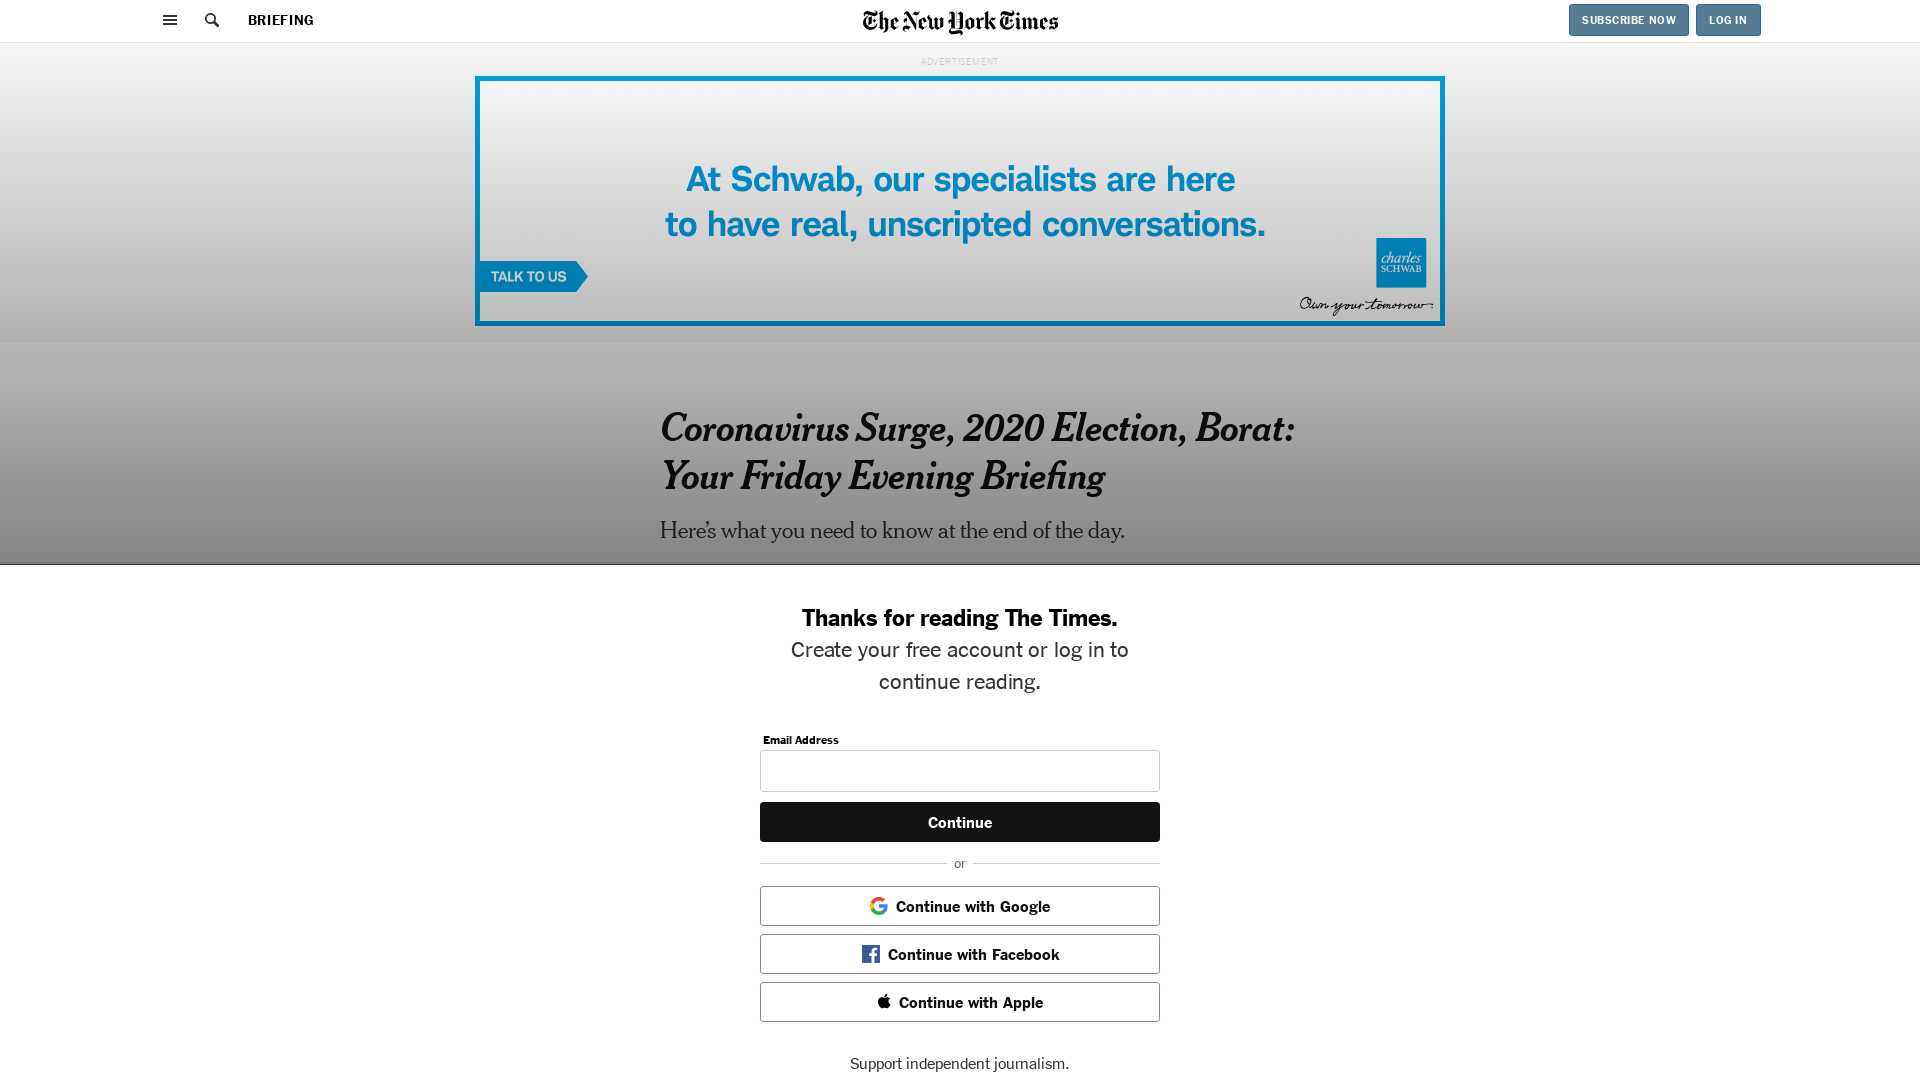 BRIEFING
The New York Times
SUBSCRIBE NOW
LOG IN
ADVERTISEMENT
At Schwab, our specialists are here
to have real, unscripted conversations.
TALK TO US
charles
SCHWAB
Own your tomorrow.
Coronavirus Surge, 2020 Election, Borat:
Your Friday Evening Briefing
Here’s what you need to know at the end of the day.
Thanks for reading The Times.
Create your free account or log in to
continue reading.
Email Address
Continue
or
Continue with Google
Continue with Facebook
Continue with Apple
Support independent journalism.